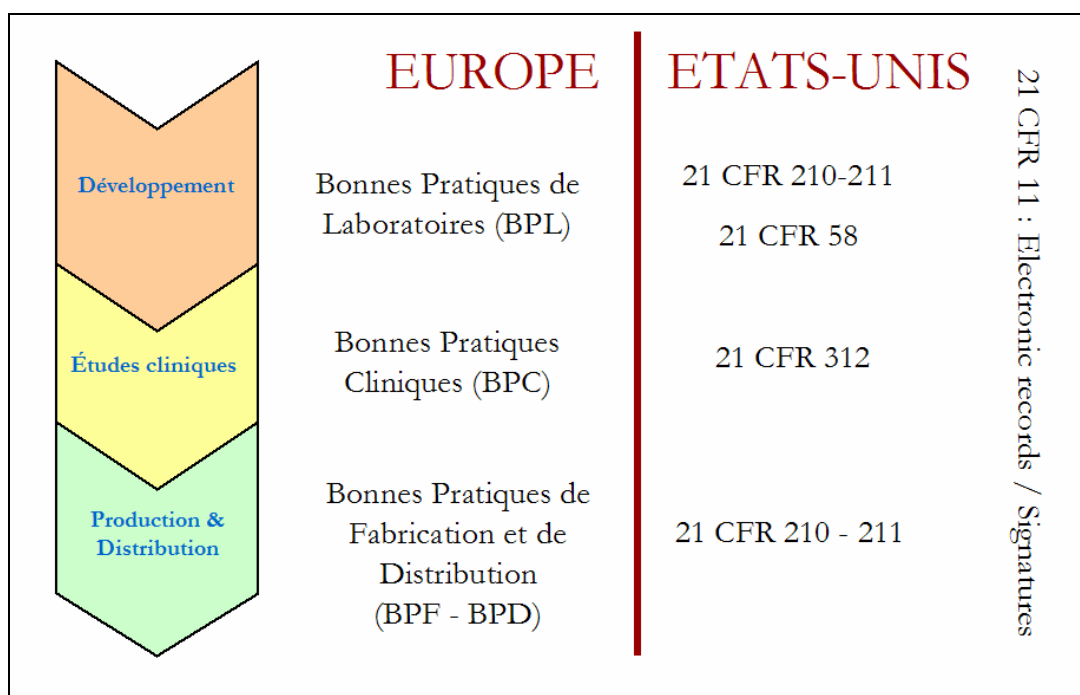 EUROPE
ETATS-UNIS
Développement
Bonnes Pratiques de
Laboratoires (BPL)
21 CFR 210-211
21 CFR 58
Études cliniques
Bonnes Pratiques
Cliniques (BPC)
21 CFR 312
Production &
Distribution
Bonnes Pratiques de
Fabrication et de
Distribution
(BPF - BPD)
21 CFR 210 - 211
21 CFR 11 : Electronic records / Signatures